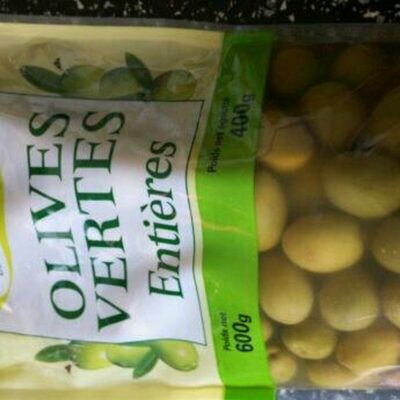 OLIVES
VERTES
Entières
Poids net
600g
Poids net égoutté
400g